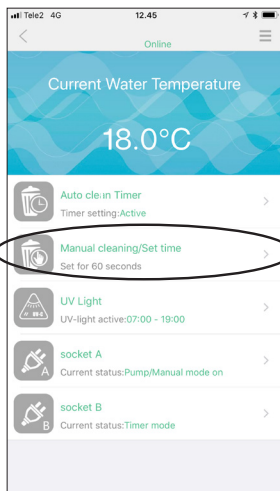 Tele2 4G 12.45
Online
Current Water Temperature
18.0°C
Auto clean Timer
Timer setting:Active
Manual cleaning/Set time
Set for 60 seconds
UV Light
UV-light active:07:00 - 19:00
socket A
A
Current status:Pump/Manual mode on
socket B
B
Current status:Timer mode